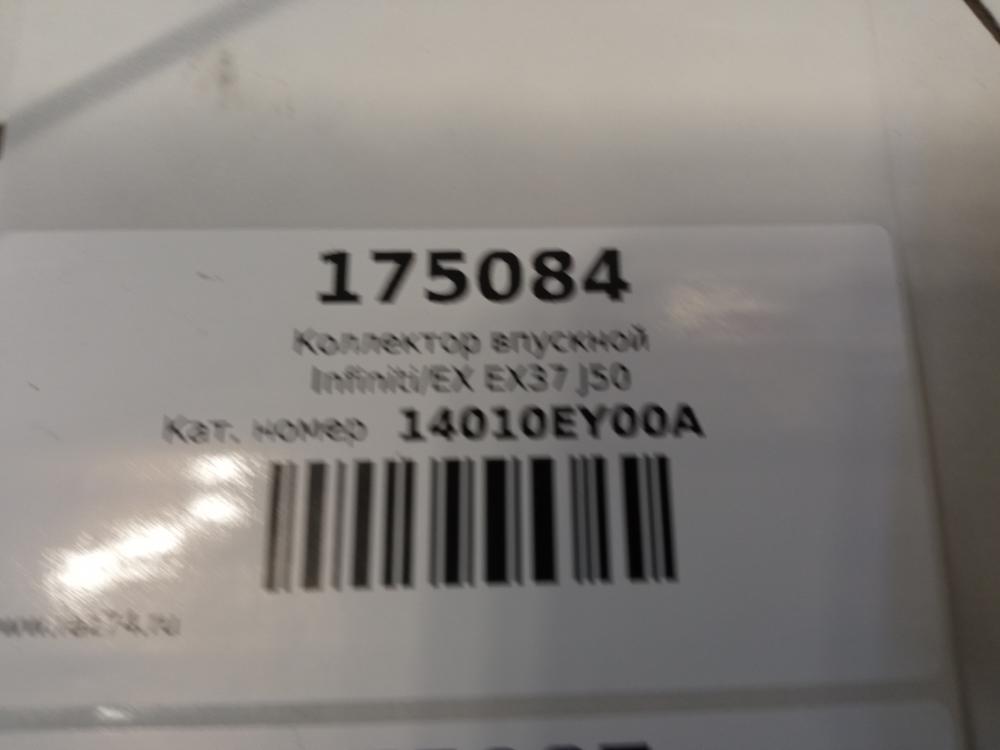 175084
Коллектор впускной
Infiniti/EX EX37 J50
Кат. номер 14010EY00A